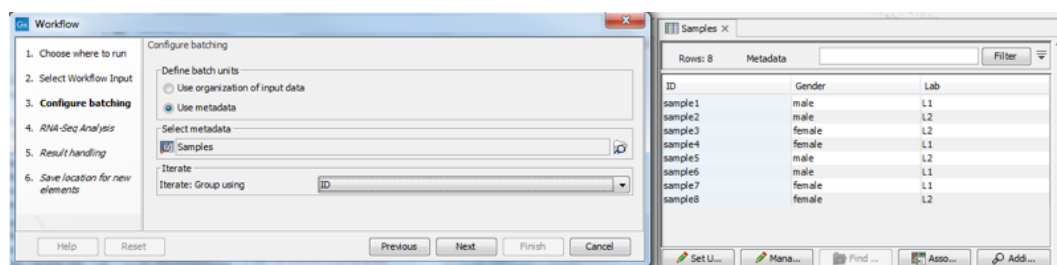 Gx Workflow
1. Choose where to run
2. Select Workflow Input
3. Configure batching
4. RNA-Seq Analysis
5. Result handling
6. Save location for new
elements
Configure batching
Define batch units
Use organization of input data
Use metadata
Select metadata
Samples
Iterate
Iterate: Group using ID
Help Reset Previous Next Finish Cancel
Samples
Rows: 8 Metadata Filter
ID Gender Lab
sample1 male L1
sample2 male L2
sample3 female L2
sample4 female L1
sample5 male L2
sample6 male L1
sample7 female L1
sample8 female L2
Set U... Mana... Find ... Asso... Addi...